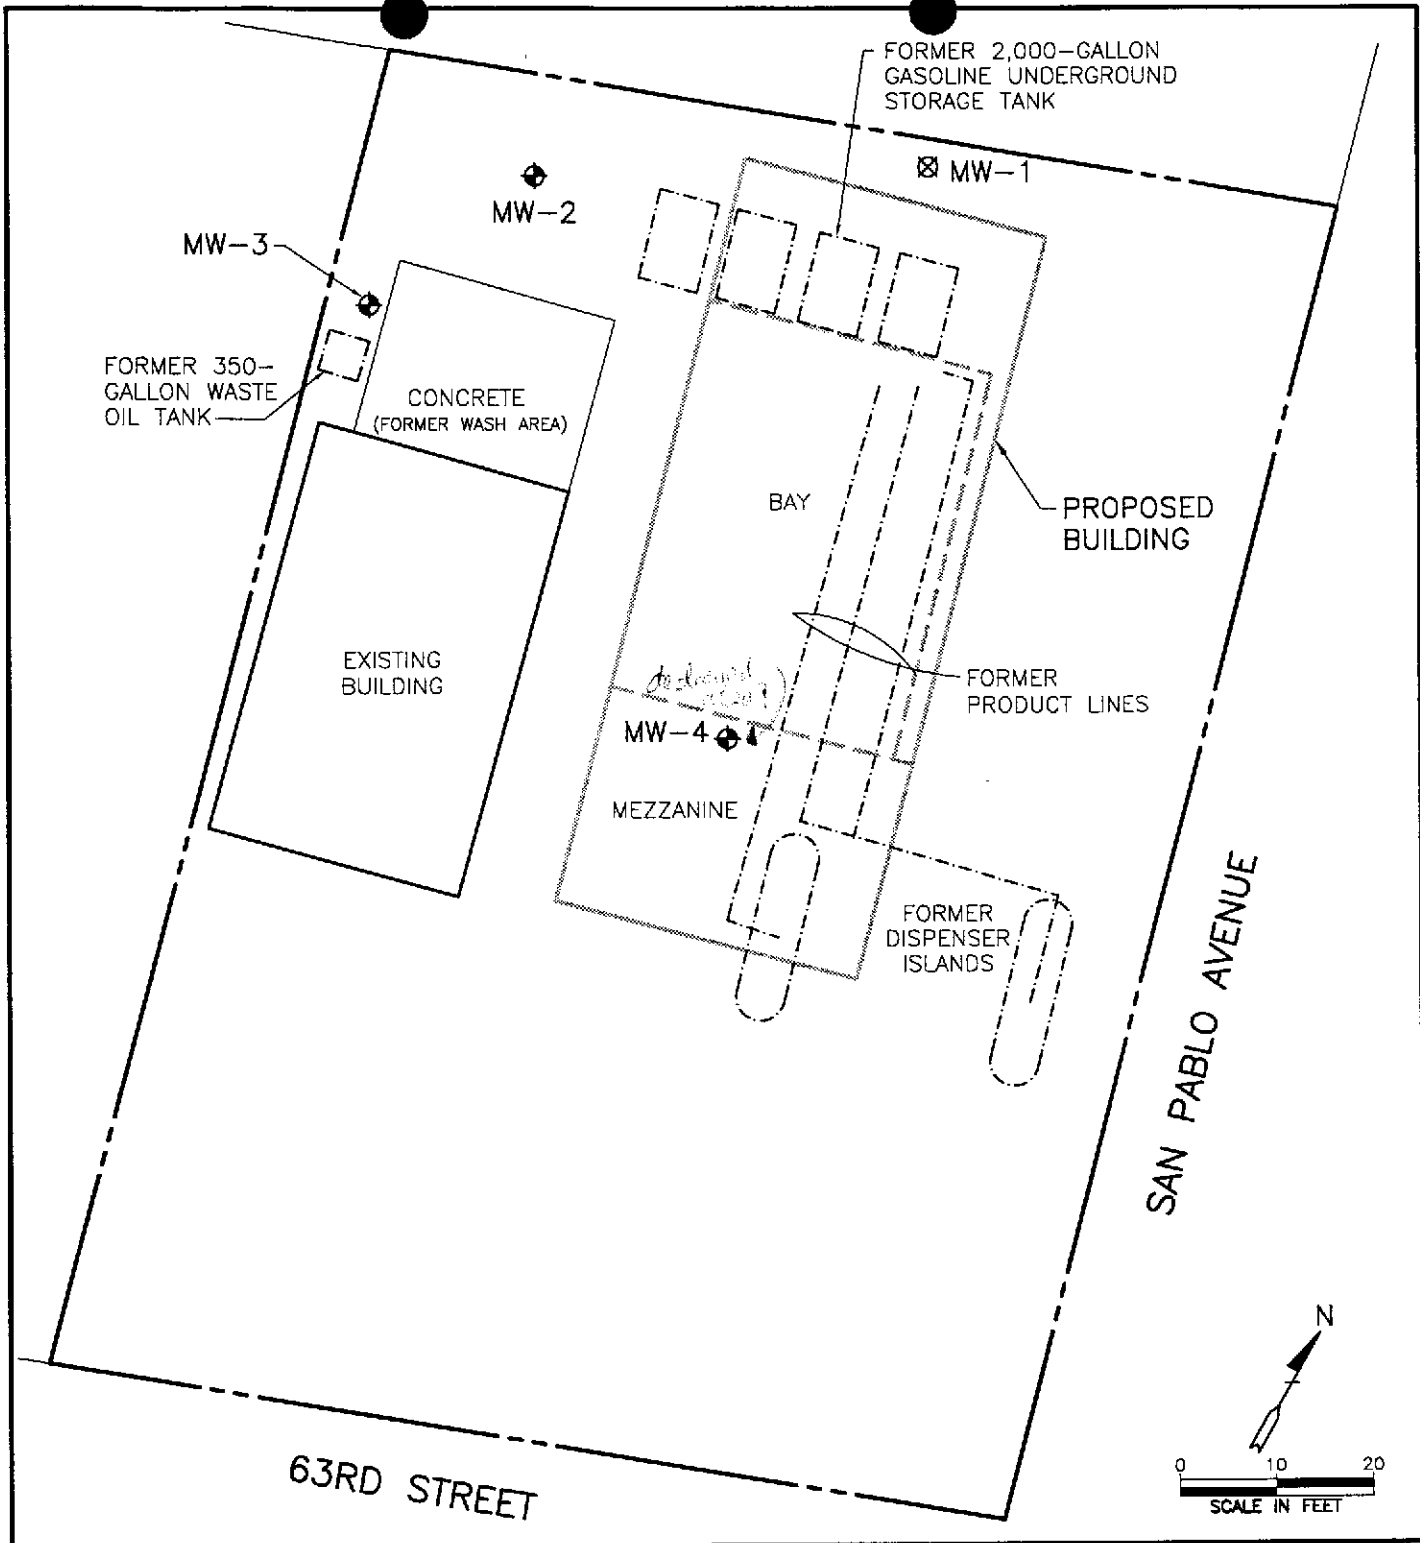 FORMER 2,000-GALLON
GASOLINE UNDERGROUND
STORAGE TANK
MW-1
MW-2
MW-3
FORMER 350-
GALLON WASTE
OIL TANK
CONCRETE
(FORMER WASH AREA)
BAY
PROPOSED
BUILDING
EXISTING
BUILDING
FORMER
PRODUCT LINES
MW-4
MEZZANINE
FORMER
DISPENSER
ISLANDS
SAN PABLO AVENUE
N
0 10 20
SCALE IN FEET
63RD STREET